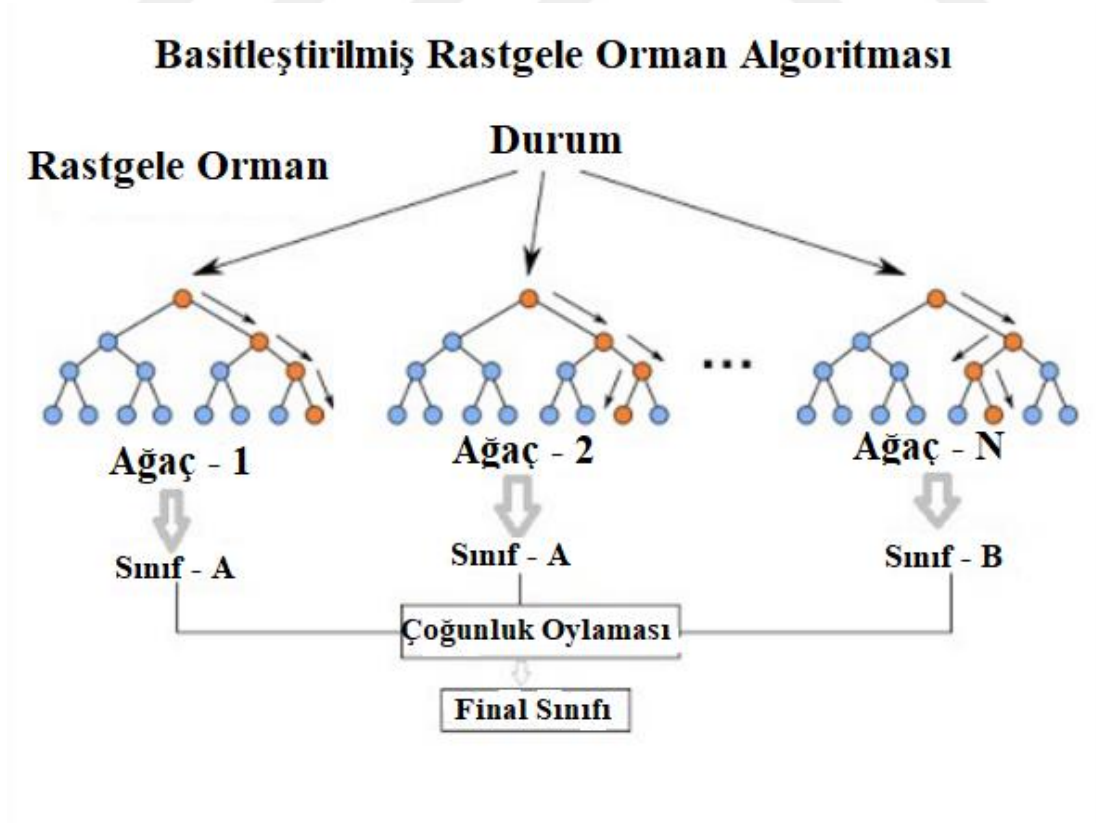 Basitleştirilmiş Rastgele Orman Algoritması
Durum
Rastgele Orman
...
Ağaç - 1
Ağaç - 2
Ağaç - N
Sınıf - A
Sınıf - A
Sınıf - B
Çoğunluk Oylaması
Final Sınıfı